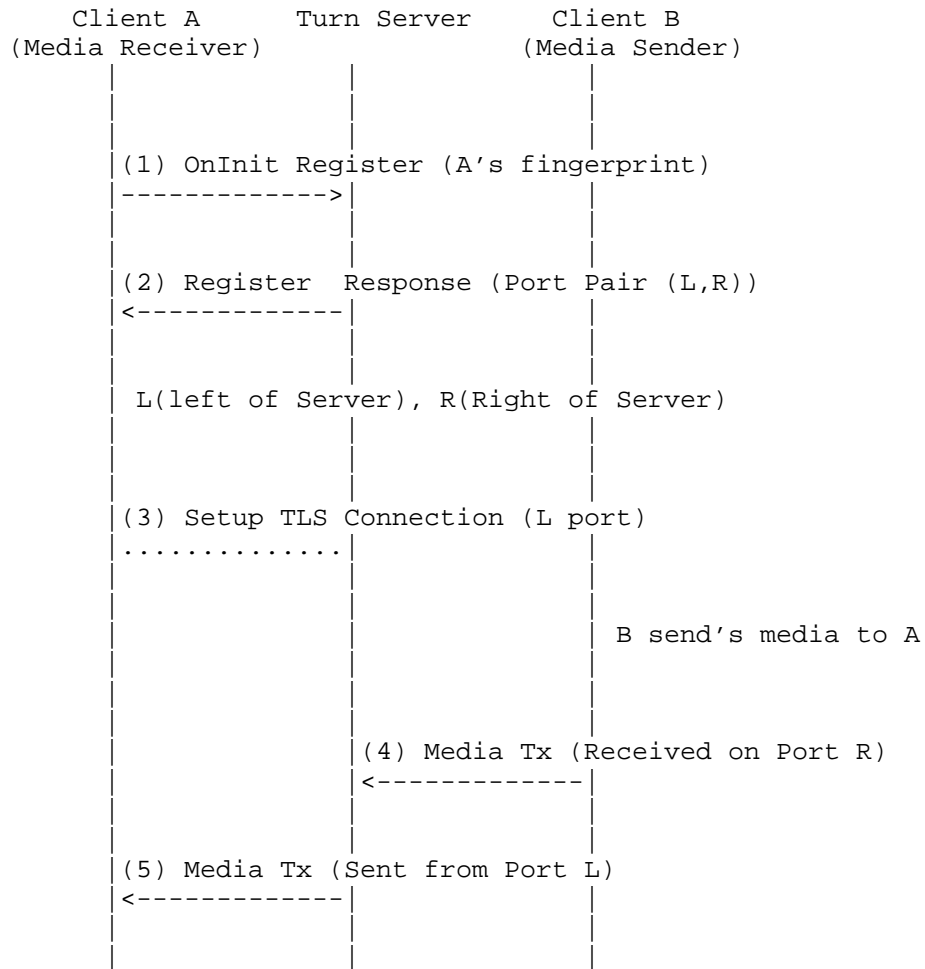 Client A Turn Server Client B
(Media Receiver) (Media Sender)
(1) OnInit Register (A's fingerprint)
------------->
(2) Register Response (Port Pair (L,R))
<-------------
L(left of Server), R(Right of Server)
(3) Setup TLS Connection (L port)
..............
B send's media to A
(4) Media Tx (Received on Port R)
<-------------
(5) Media Tx (Sent from Port L)
<-------------